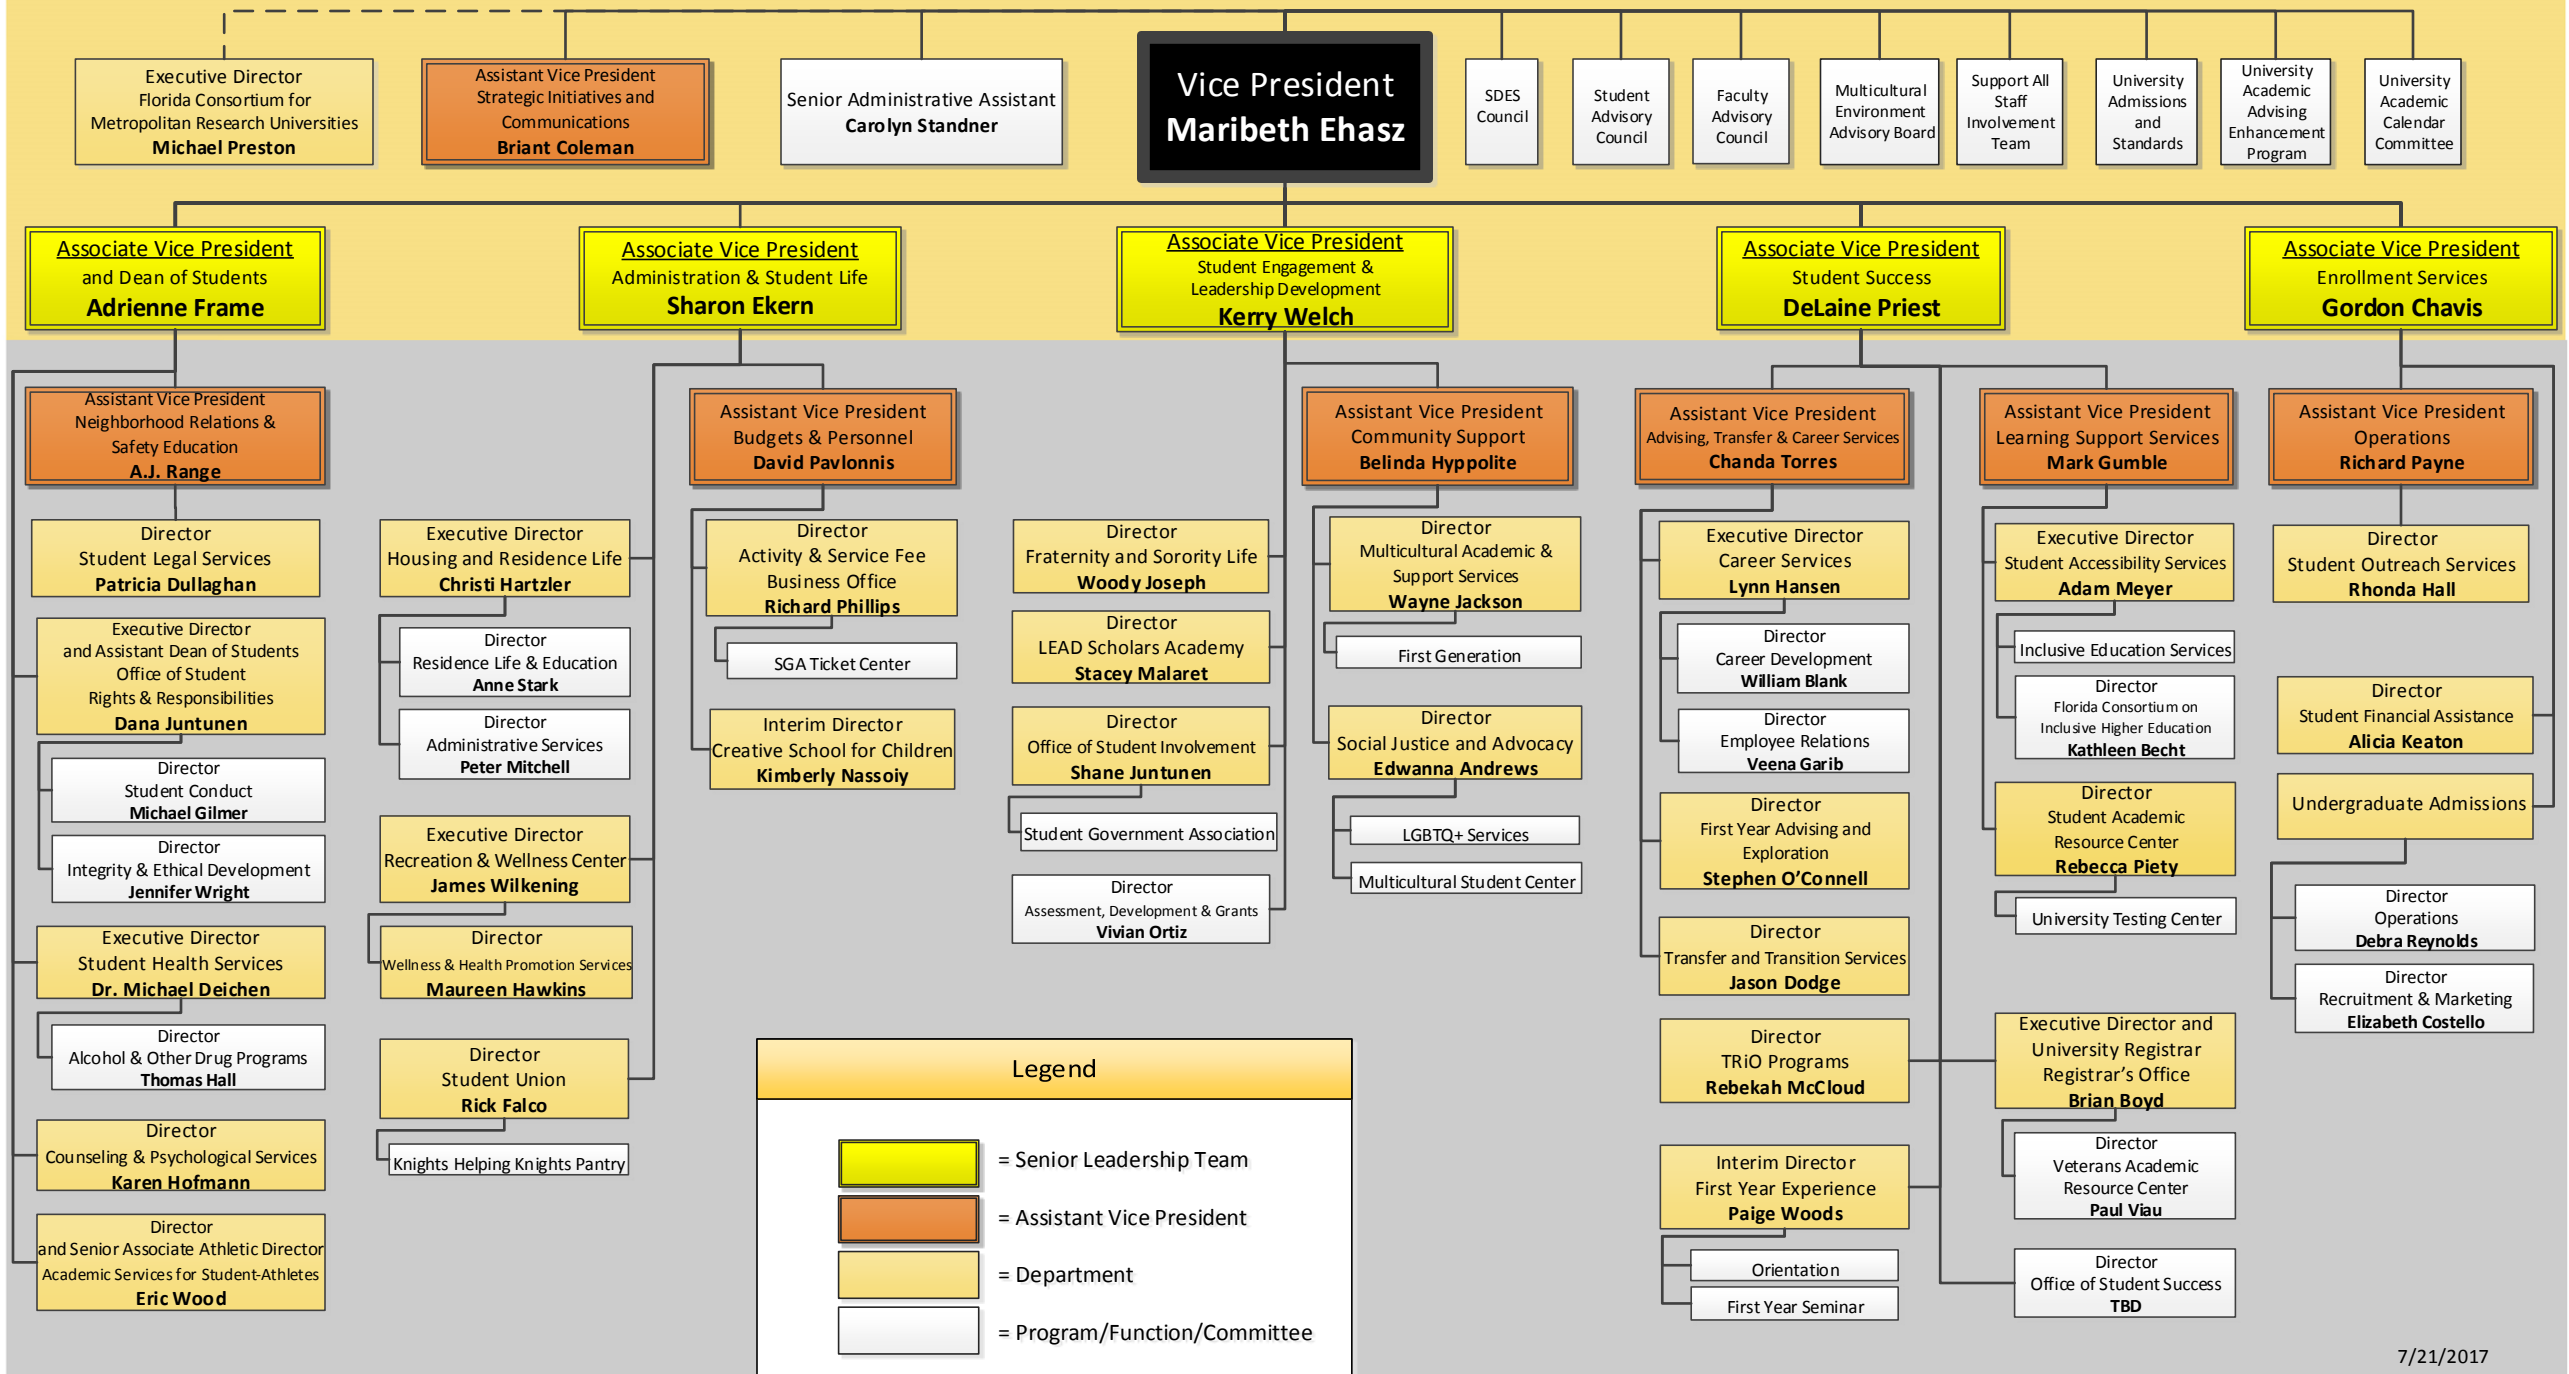 Executive Director
Florida Consortium for
Metropolitan Research Universities
Michael Preston
Assistant Vice President
Strategic Initiatives and
Communications
Briant Coleman
Senior Administrative Assistant
Carolyn Standner
Vice President
Maribeth Ehasz
SDES
Council
Student
Advisory
Council
Faculty
Advisory
Council
Multicultural
Environment
Advisory Board
Support All
Staff
Involvement
Team
University
Admissions
and
Standards
University
Academic
Advising
Enhancement
Program
University
Academic
Calendar
Committee
Associate Vice President
and Dean of Students
Adrienne Frame
Associate Vice President
Administration & Student Life
Sharon Ekern
Associate Vice President
Student Engagement &
Leadership Development
Kerry Welch
Associate Vice President
Student Success
DeLaine Priest
Associate Vice President
Enrollment Services
Gordon Chavis
Assistant Vice President
Neighborhood Relations &
Safety Education
A.J. Range
Director
Student Legal Services
Patricia Dullaghan
Executive Director
and Assistant Dean of Students
Office of Student
Rights & Responsibilities
Dana Juntunen
Director
Student Conduct
Michael Gilmer
Director
Integrity & Ethical Development
Jennifer Wright
Executive Director
Student Health Services
Dr. Michael Deichen
Director
Alcohol & Other Drug Programs
Thomas Hall
Director
Counseling & Psychological Services
Karen Hofmann
Director
and Senior Associate Athletic Director
Academic Services for Student-Athletes
Eric Wood
Executive Director
Housing and Residence Life
Christi Hartzler
Director
Residence Life & Education
Anne Stark
Director
Administrative Services
Peter Mitchell
Executive Director
Recreation & Wellness Center
James Wilkening
Director
Wellness & Health Promotion Services
Maureen Hawkins
Director
Student Union
Rick Falco
Knights Helping Knights Pantry
Assistant Vice President
Budgets & Personnel
David Pavlonnis
Director
Activity & Service Fee
Business Office
Richard Phillips
SGA Ticket Center
Interim Director
Creative School for Children
Kimberly Nassoiy
Director
Fraternity and Sorority Life
Woody Joseph
Director
LEAD Scholars Academy
Stacey Malaret
Director
Office of Student Involvement
Shane Juntunen
Student Government Association
Director
Assessment, Development & Grants
Vivian Ortiz
Assistant Vice President
Community Support
Belinda Hyppolite
Director
Multicultural Academic &
Support Services
Wayne Jackson
First Generation
Director
Social Justice and Advocacy
Edwanna Andrews
LGBTQ+ Services
Multicultural Student Center
Assistant Vice President
Advising, Transfer & Career Services
Chanda Torres
Executive Director
Career Services
Lynn Hansen
Director
Career Development
William Blank
Director
Employee Relations
Veena Garib
Director
First Year Advising and
Exploration
Stephen O’Connell
Director
Transfer and Transition Services
Jason Dodge
Director
TRiO Programs
Rebekah McCloud
Interim Director
First Year Experience
Paige Woods
Orientation
First Year Seminar
Assistant Vice President
Learning Support Services
Mark Gumble
Executive Director
Student Accessibility Services
Adam Meyer
Inclusive Education Services
Director
Florida Consortium on
Inclusive Higher Education
Kathleen Becht
Director
Student Academic
Resource Center
Rebecca Piety
University Testing Center
Executive Director and
University Registrar
Registrar’s Office
Brian Boyd
Director
Veterans Academic
Resource Center
Paul Viau
Director
Office of Student Success
TBD
Assistant Vice President
Operations
Richard Payne
Director
Student Outreach Services
Rhonda Hall
Director
Student Financial Assistance
Alicia Keaton
Undergraduate Admissions
Director
Operations
Debra Reynolds
Director
Recruitment & Marketing
Elizabeth Costello
Legend
= Senior Leadership Team
= Assistant Vice President
= Department
= Program/Function/Committee
7/21/2017